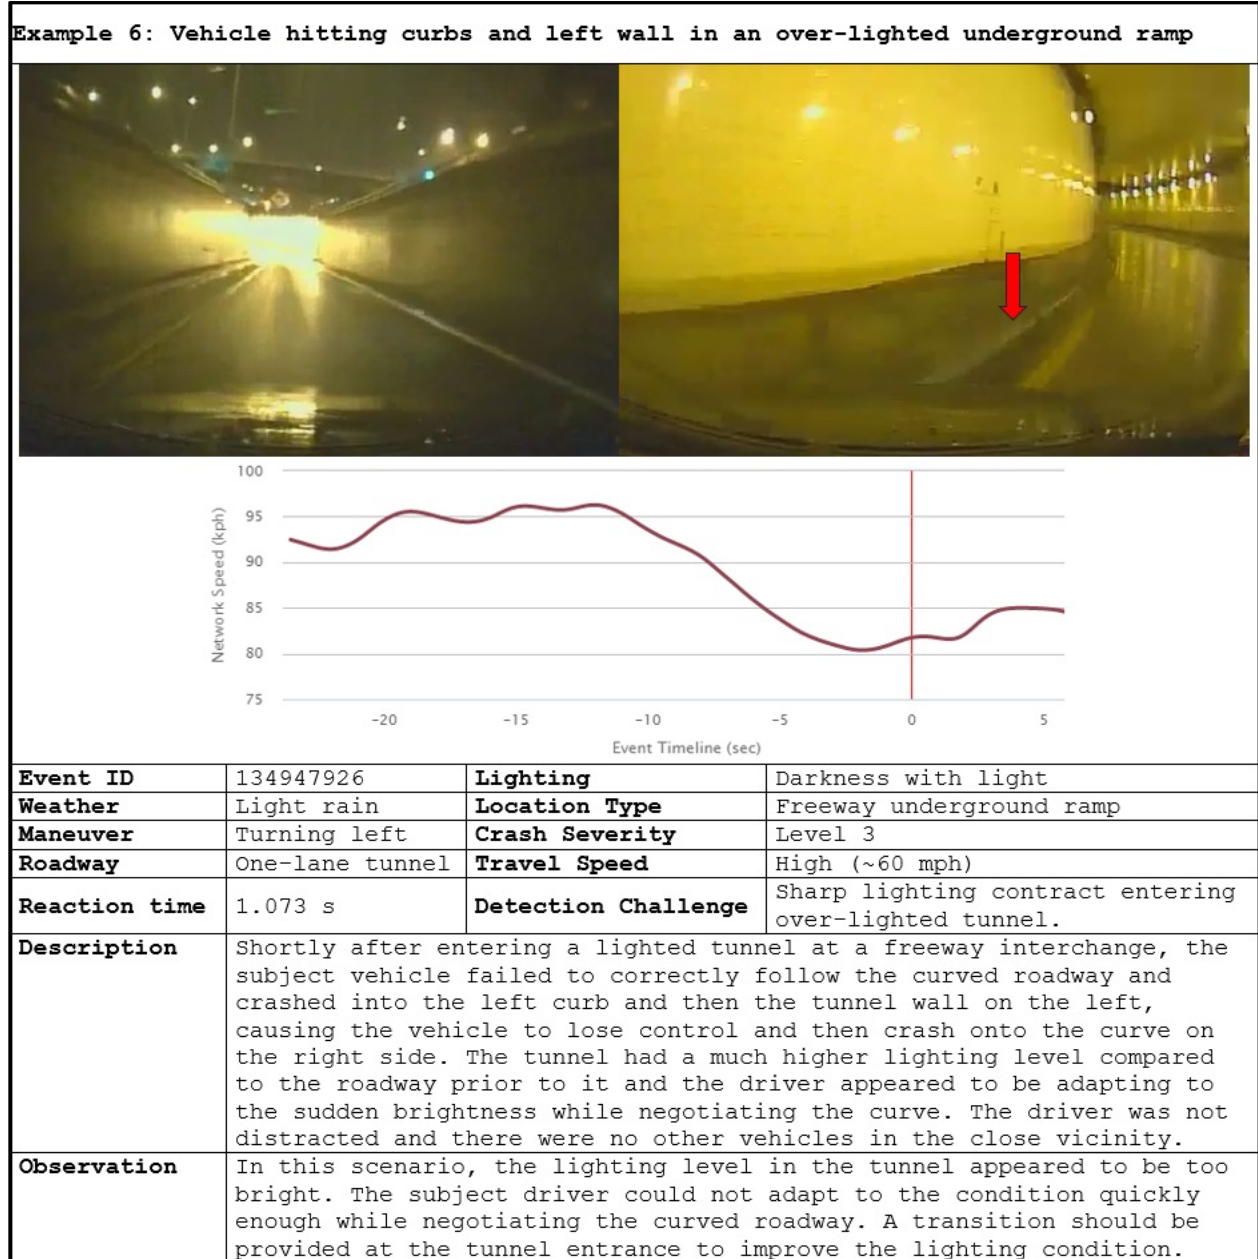 Example 6: Vehicle hitting curbs and left wall in an over-lighted underground ramp
100
95
90
85
80
75
Network Speed (kph)
-20 -15 -10 -5 0 5
Event Timeline (sec)
Event ID 134947926 Lighting Darkness with light
Weather Light rain Location Type Freeway underground ramp
Maneuver Turning left Crash Severity Level 3
Roadway One-lane tunnel Travel Speed High (~60 mph)
Reaction time 1.073 s Detection Challenge Sharp lighting contract entering
over-lighted tunnel.
Description Shortly after entering a lighted tunnel at a freeway interchange, the
subject vehicle failed to correctly follow the curved roadway and
crashed into the left curb and then the tunnel wall on the left,
causing the vehicle to lose control and then crash onto the curve on
the right side. The tunnel had a much higher lighting level compared
to the roadway prior to it and the driver appeared to be adapting to
the sudden brightness while negotiating the curve. The driver was not
distracted and there were no other vehicles in the close vicinity.
Observation In this scenario, the lighting level in the tunnel appeared to be too
bright. The subject driver could not adapt to the condition quickly
enough while negotiating the curved roadway. A transition should be
provided at the tunnel entrance to improve the lighting condition.